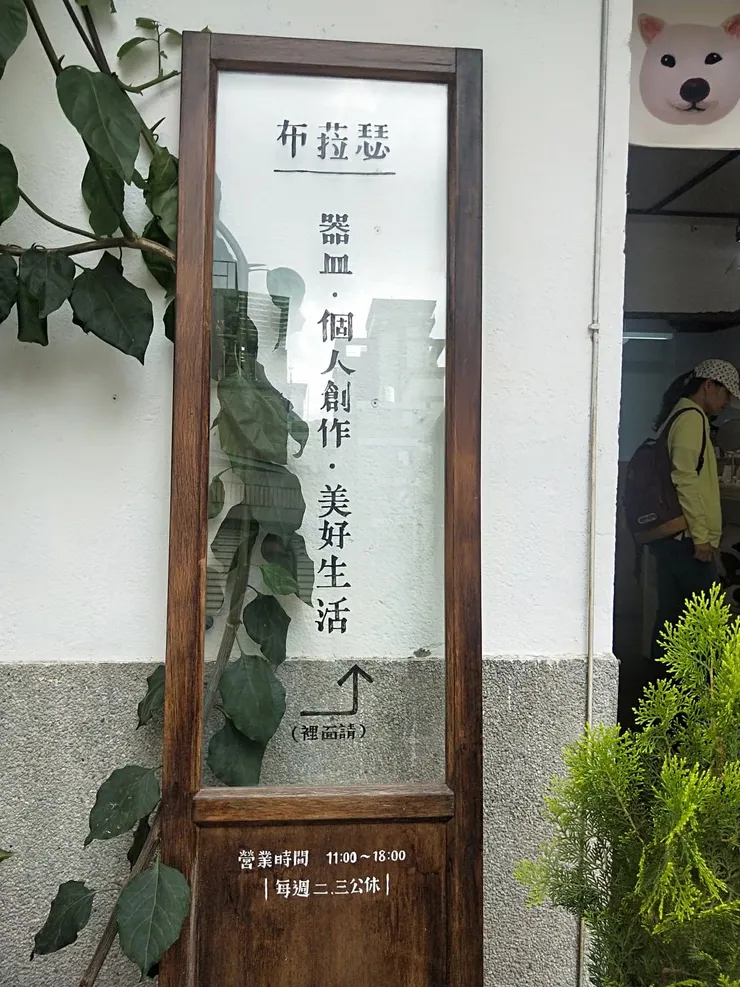 布菈瑟
器皿·個人創作·美好生活
(裡面請)
營業時間 11:00~18:00
|每週二.三公休|